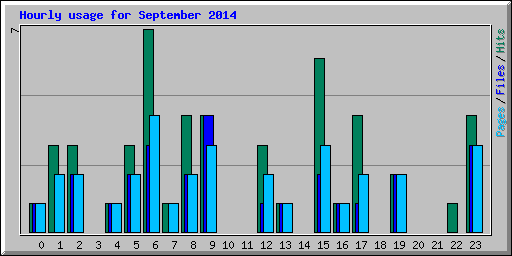 Hourly usage for September 2014
7
Pages / Files / Hits
0 1 2 3 4 5 6 7 8 9 10 11 12 13 14 15 16 17 18 19 20 21 22 23